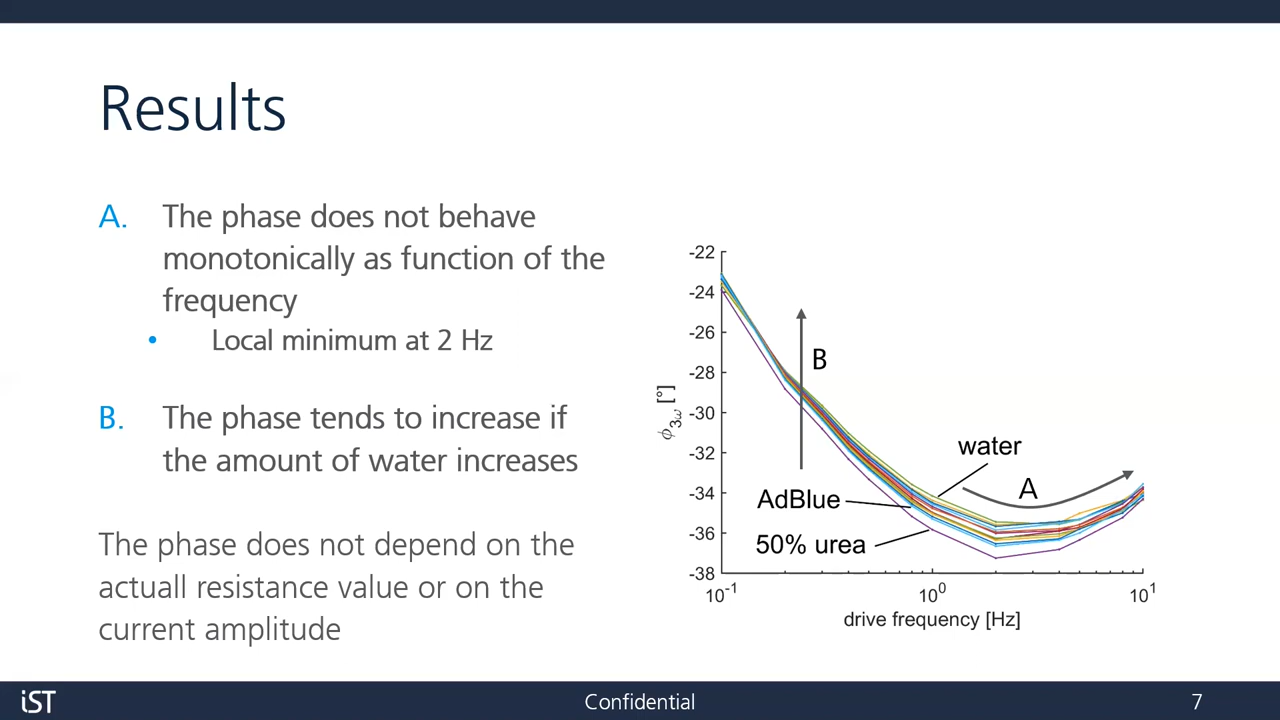 Results
A. The phase does not behave
monotonically as function of the
frequency
• Local minimum at 2 Hz
B. The phase tends to increase if
the amount of water increases
The phase does not depend on the
actuall resistance value or on the
current amplitude
-22
-24
-26
-28
-30
-32
-34
-36
-38
ϕ3ω [°]
B
water
A
AdBlue
50% urea
10-1 100 101
drive frequency [Hz]
iST Confidential 7